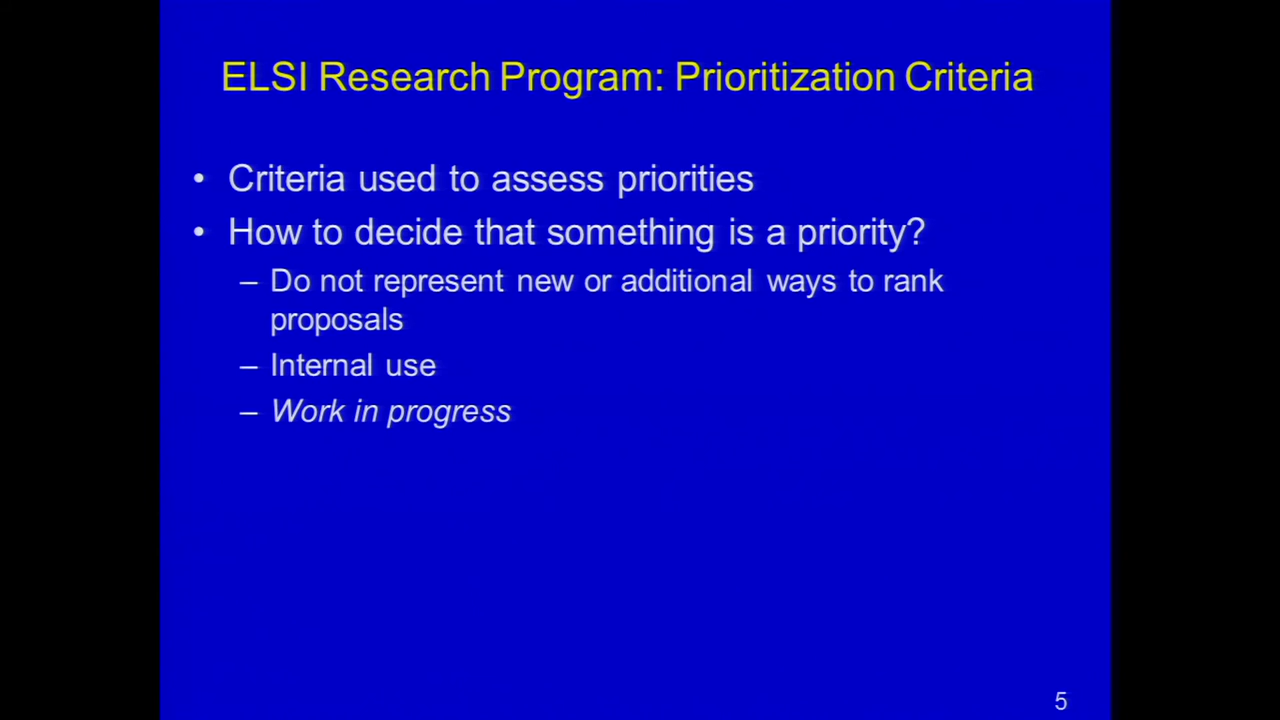 ELSI Research Program: Prioritization Criteria
• Criteria used to assess priorities
• How to decide that something is a priority?
– Do not represent new or additional ways to rank
proposals
– Internal use
– Work in progress
5